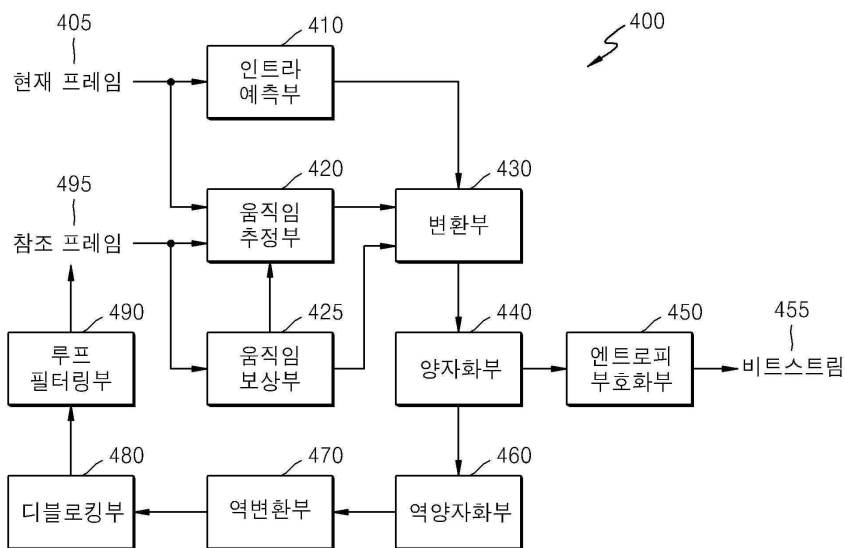 405
현재 프레임
410
인트라
예측부
400
495
참조 프레임
420
움직임
추정부
430
변환부
490
루프
필터링부
425
움직임
보상부
440
양자화부
450
엔트로피
부호화부
455
비트스트림
480
디블로킹부
470
역변환부
460
역양자화부